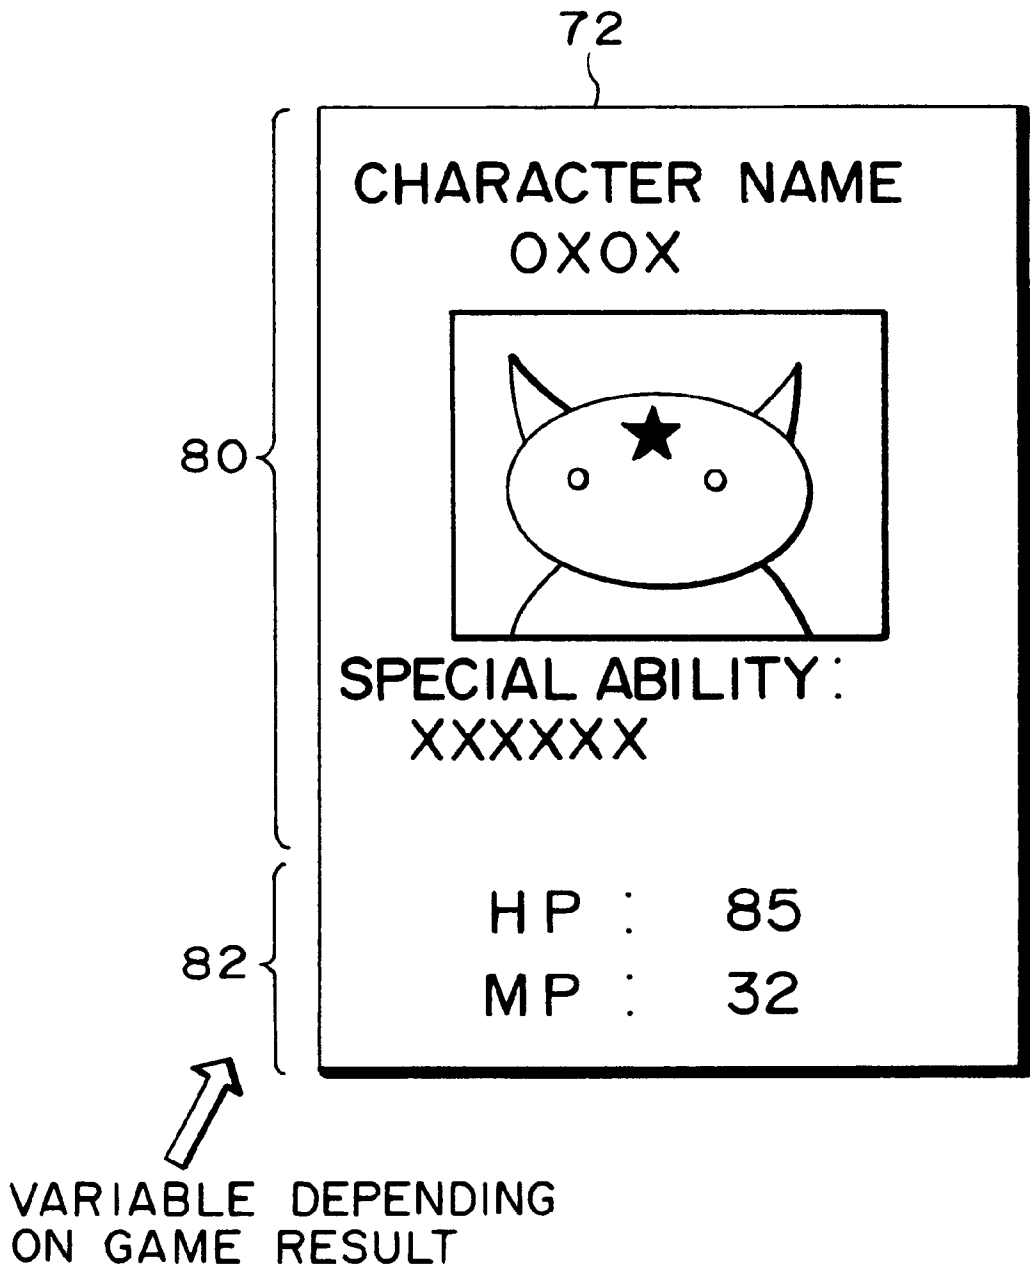 72
CHARACTER NAME
OXOX
80
SPECIAL ABILITY:
XXXXXX
HP : 85
82
MP : 32
VARIABLE DEPENDING
ON GAME RESULT